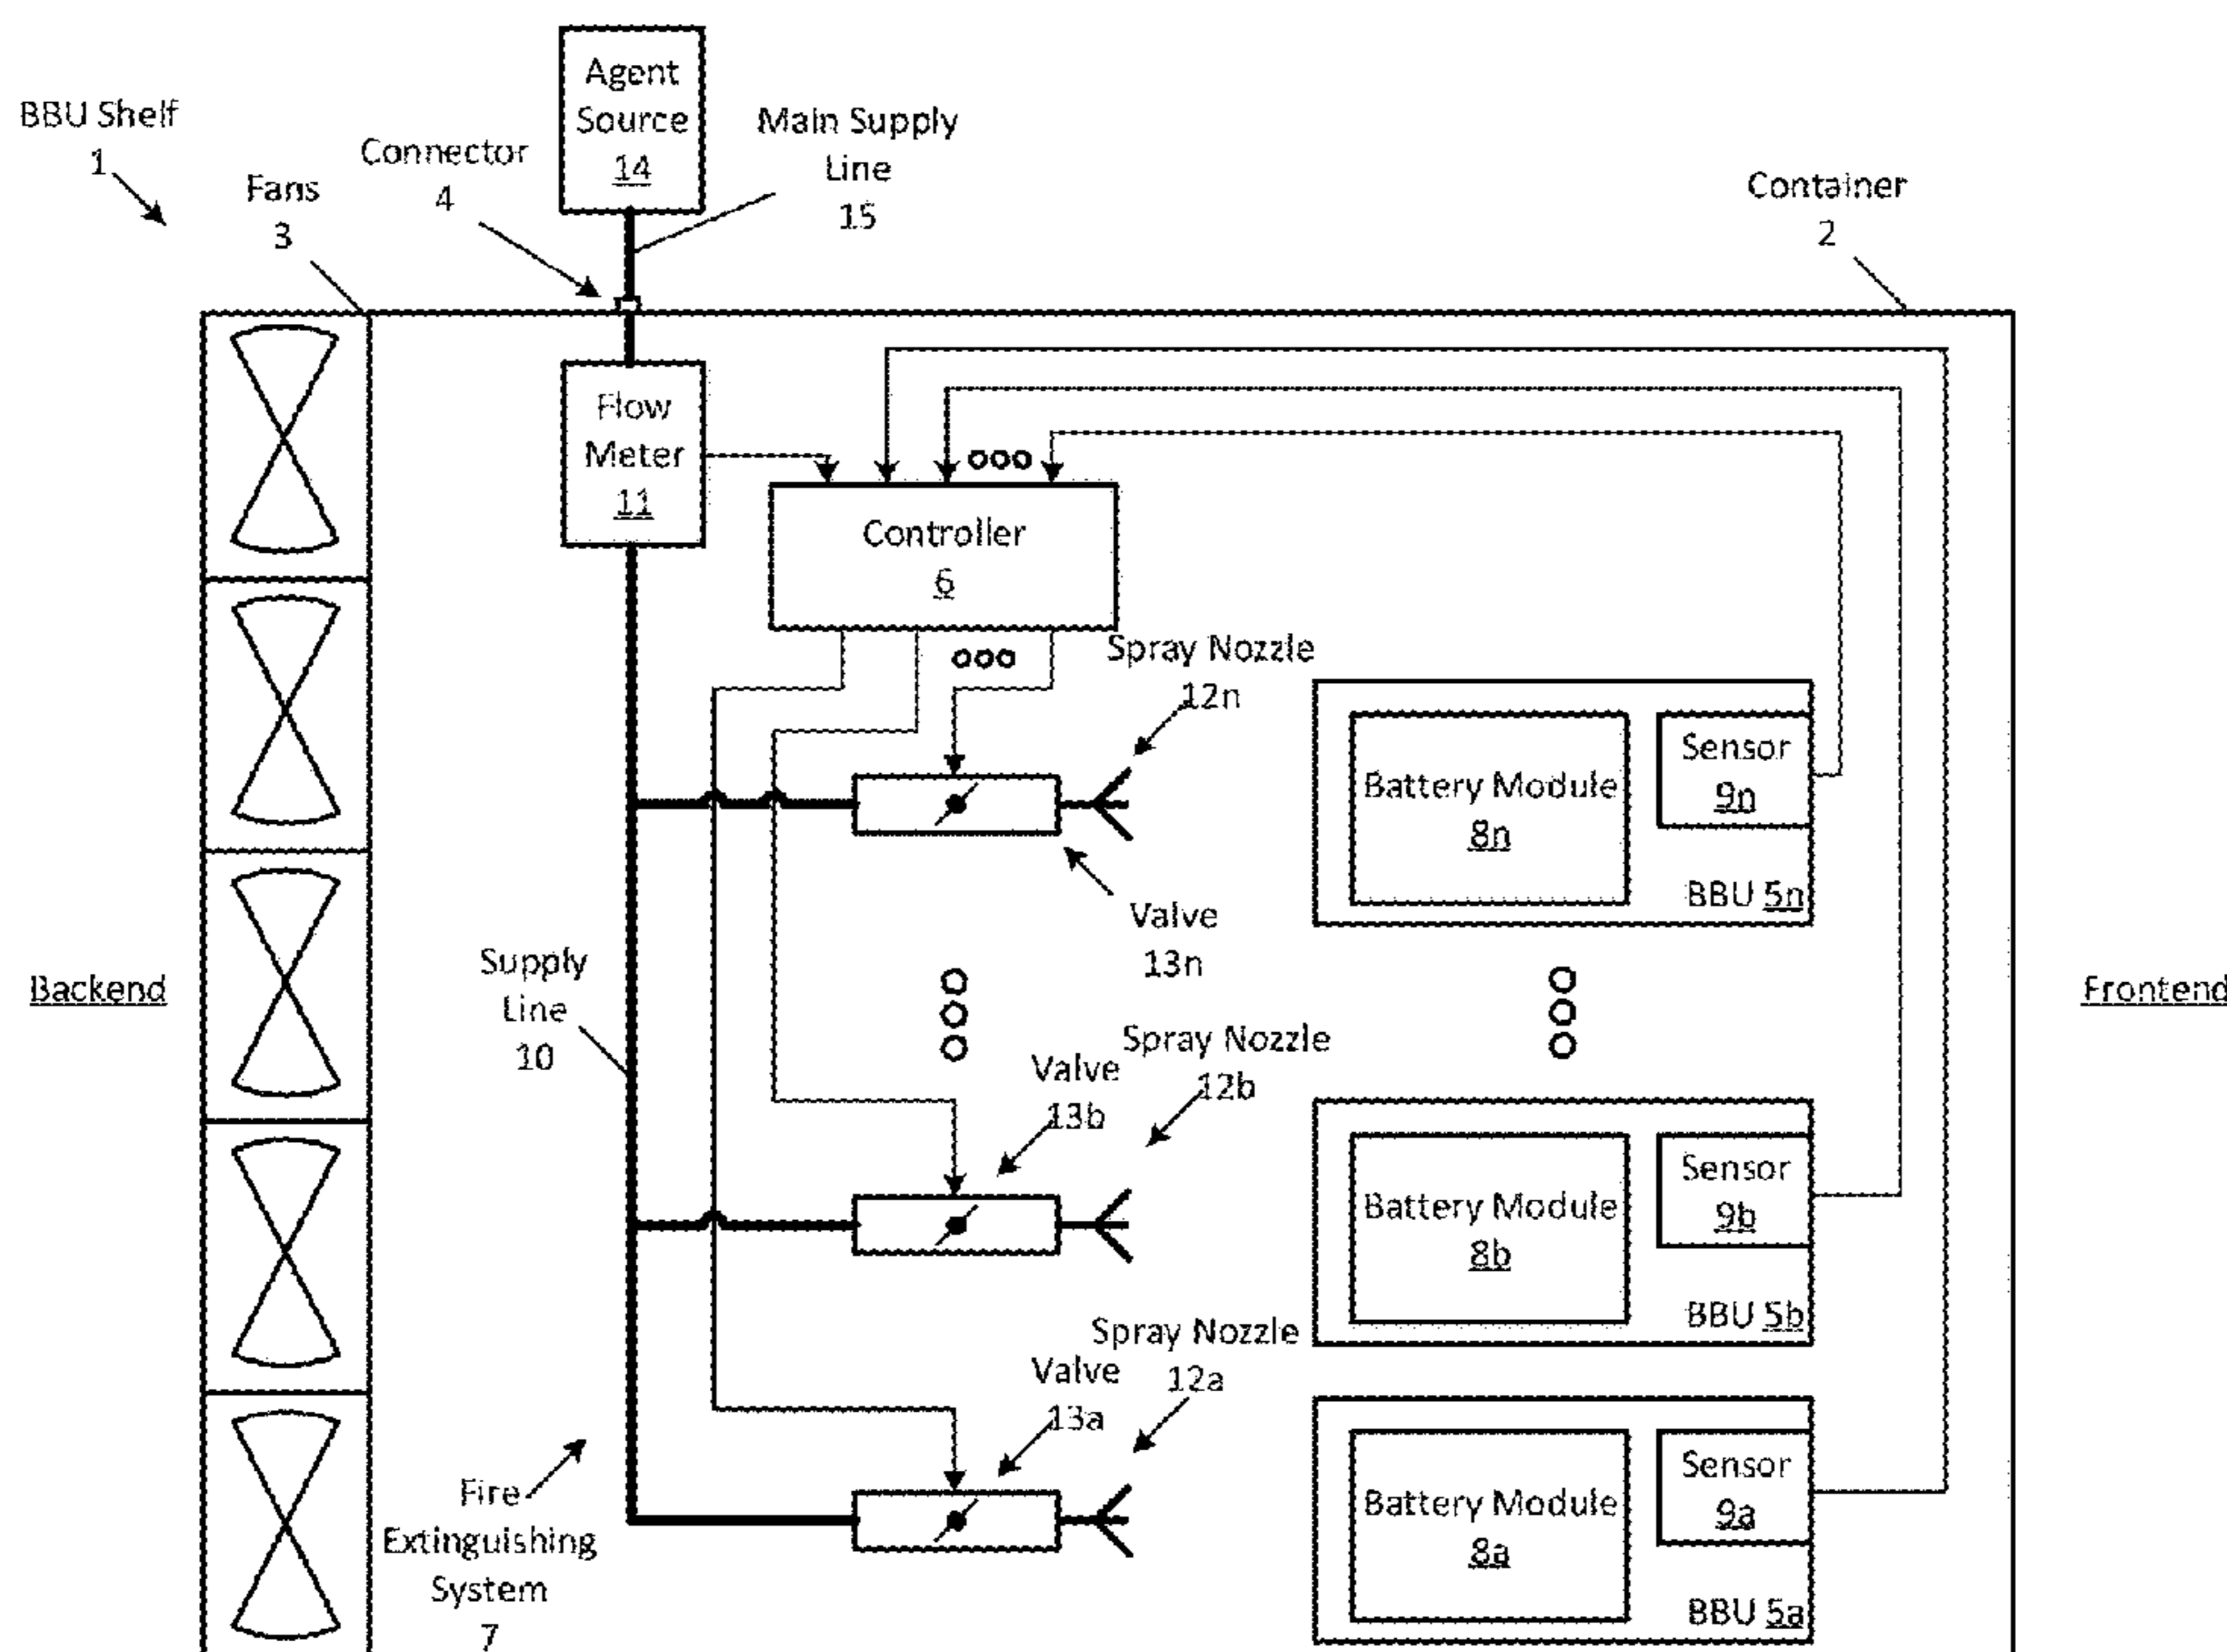 Agent
Source
14
BBU Shelf
1
Connector
4
Main Supply
Line
15
Fans
3
Container
2
Flow
Meter
11
Controller
6
Spray Nozzle
12n
Battery Module
8n
Sensor
9n
BBU 5n
Valve
13n
Supply
Line
10
Backend
Frontend
Valve
13b
Spray Nozzle
12b
Battery Module
8b
Sensor
9b
BBU 5b
Spray Nozzle
12a
Valve
13a
Battery Module
8a
Sensor
9a
BBU 5a
Fire
Extinguishing
System
7